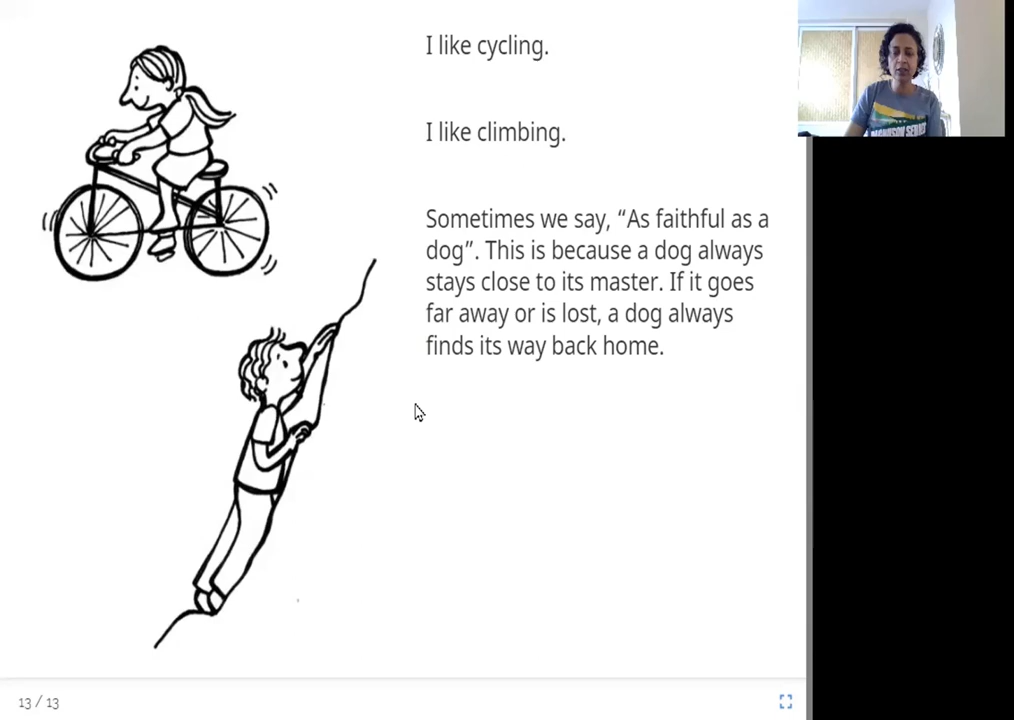 I like cycling.
I like climbing.
Sometimes we say, “As faithful as a
dog”. This is because a dog always
stays close to its master. If it goes
far away or is lost, a dog always
finds its way back home.
13 / 13